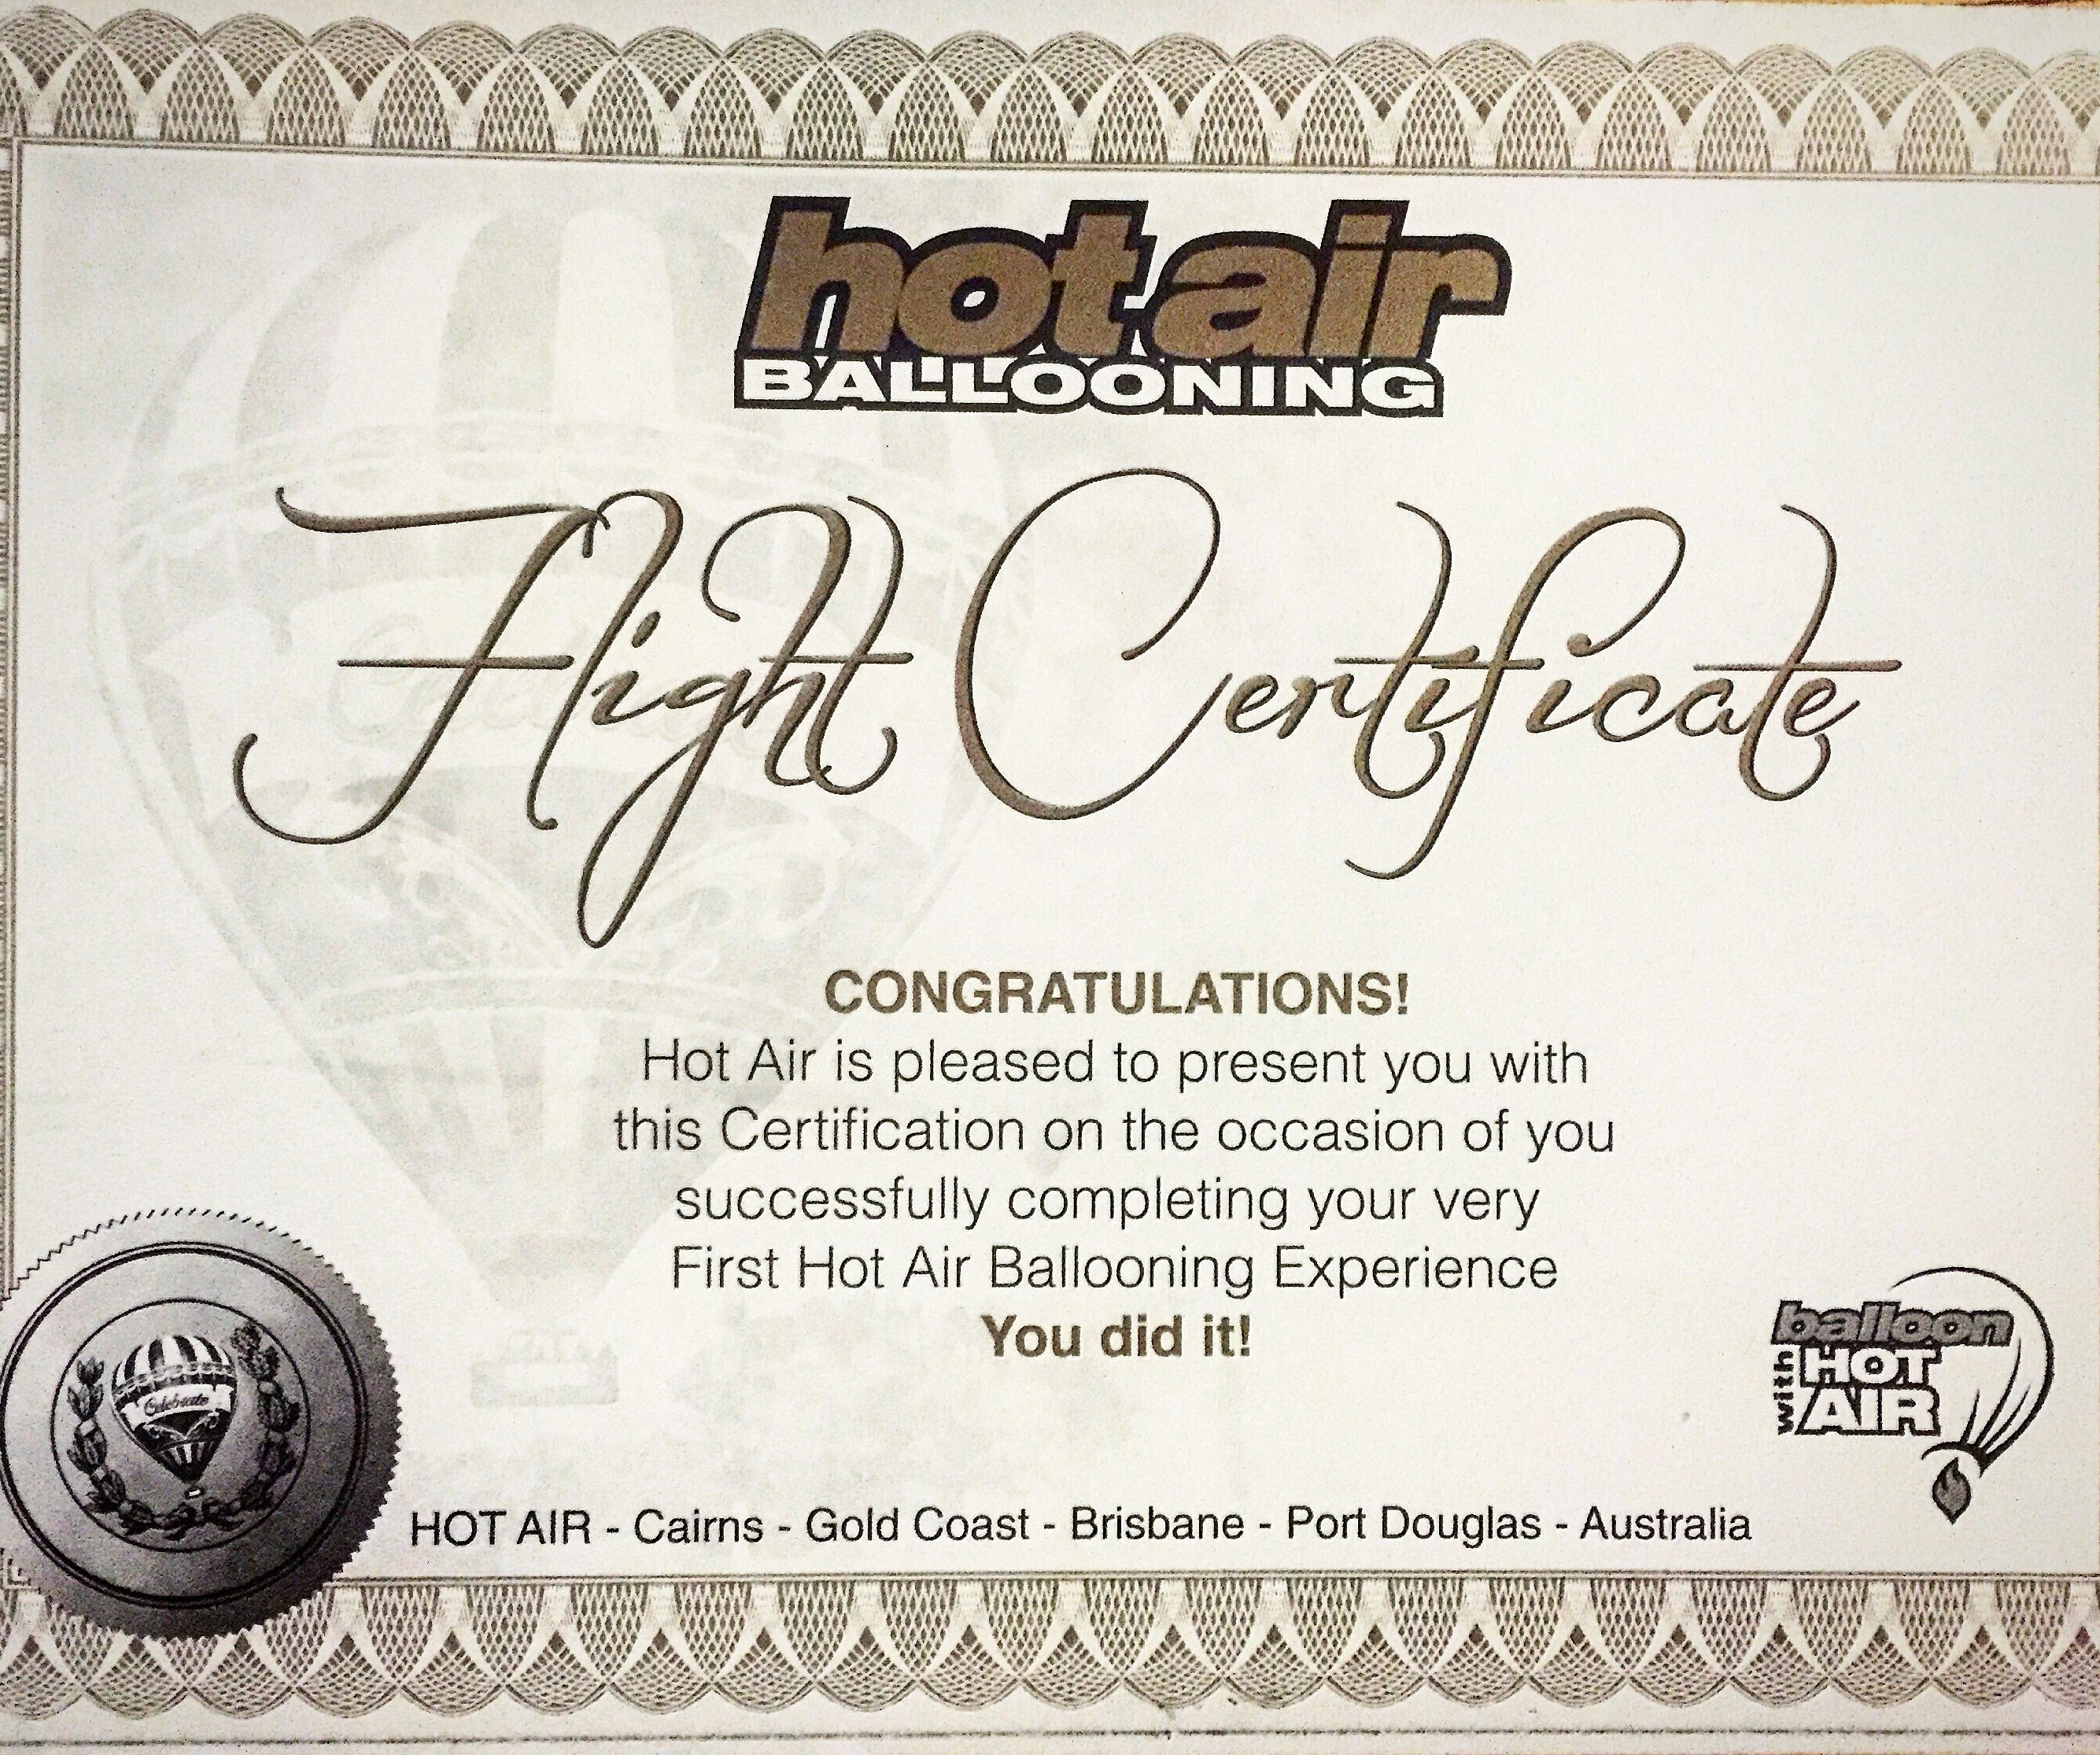 hot air
BALLOONING
Flight Certificate
CONGRATULATIONS!
Hot Air is pleased to present you with
this Certification on the occasion of you
successfully completing your very
First Hot Air Ballooning Experience
You did it!
Celebrate
balloon
with HOT
AIR
HOT AIR - Cairns - Gold Coast - Brisbane - Port Douglas - Australia